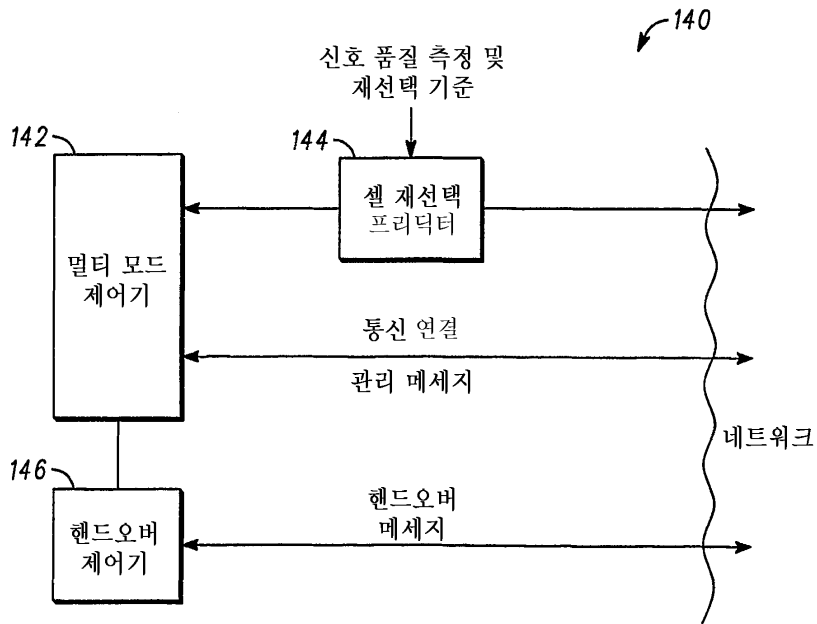 140
신호 품질 측정 및
재선택 기준
142
144
셀 재선택
프리딕터
멀티 모드
제어기
통신 연결
관리 메세지
네트워크
146
핸드오버
제어기
핸드오버
메세지